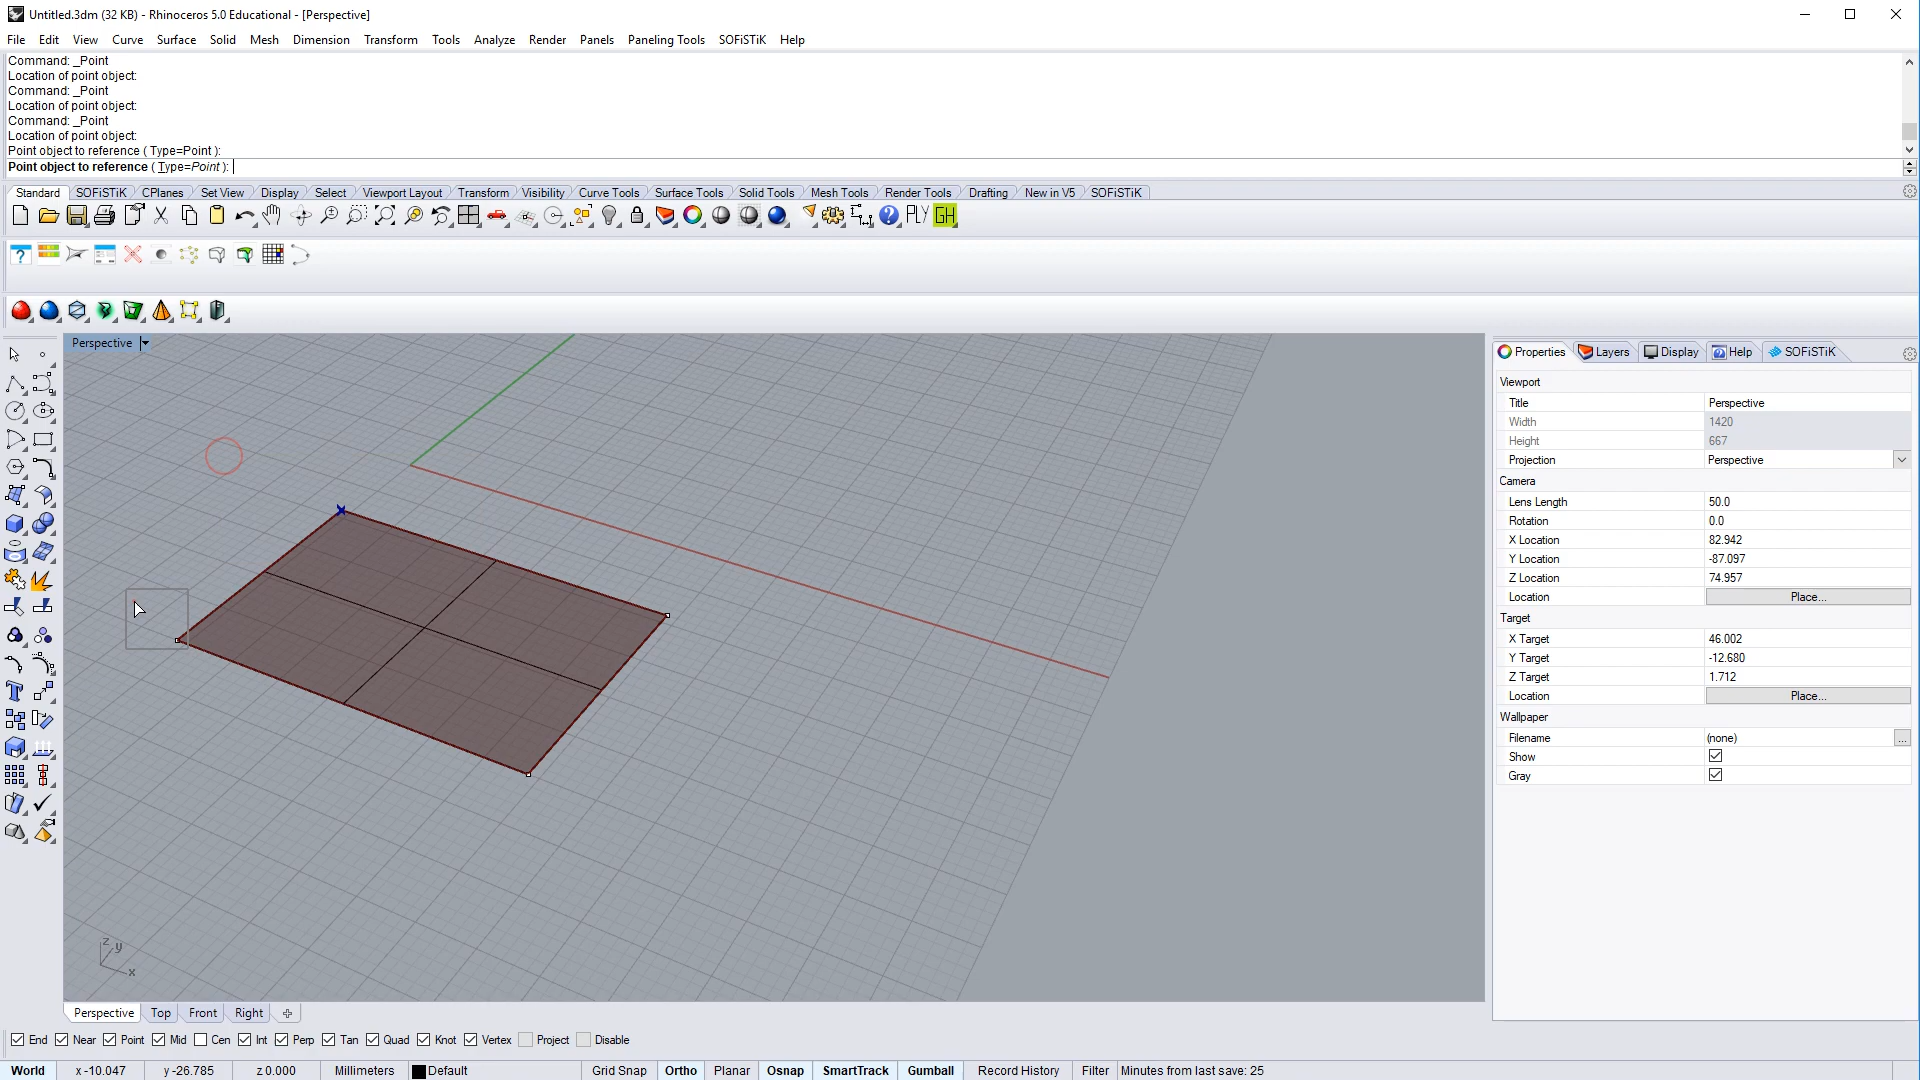 Untitled.3dm (32 KB) - Rhinoceros 5.0 Educational - [Perspective]
File Edit View Curve Surface Solid Mesh Dimension Transform Tools Analyze Render Panels Paneling Tools SOFiSTiK Help
Command: _Point
Location of point object:
Command: _Point
Location of point object:
Command: _Point
Location of point object:
Point object to reference ( Type=Point ):
Point object to reference ( Type=Point ):
Standard SOFiSTiK CPlanes Set View Display Select Viewport Layout Transform Visibility Curve Tools Surface Tools Solid Tools Mesh Tools Render Tools Drafting New in V5 SOFiSTiK
PLY GH
Perspective
Properties Layers Display Help SOFiSTiK
Viewport
Title Perspective
Width 1420
Height 667
Projection Perspective
Camera
Lens Length 50.0
Rotation 0.0
X Location 82.942
Y Location -87.097
Z Location 74.957
Location Place...
Target
X Target 46.002
Y Target -12.680
Z Target 1.712
Location Place...
Wallpaper
Filename (none) ...
Show
Gray
z y
x
Perspective Top Front Right
End Near Point Mid Cen Int Perp Tan Quad Knot Vertex Project Disable
World x -10.047 y -26.785 z 0.000 Millimeters Default Grid Snap Ortho Planar Osnap SmartTrack Gumball Record History Filter Minutes from last save: 25